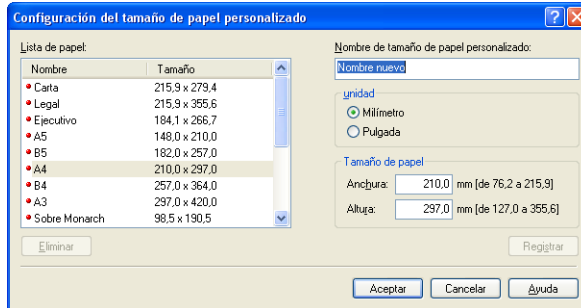 Configuración del tamaño de papel personalizado
Lista de papel:
Nombre Tamaño
Carta 215,9 x 279,4
Legal 215,9 x 355,6
Ejecutivo 184,1 x 266,7
A5 148,0 x 210,0
B5 182,0 x 257,0
A4 210,0 x 297,0
B4 257,0 x 364,0
A3 297,0 x 420,0
Sobre Monarch 98,5 x 190,5
Eliminar
Nombre de tamaño de papel personalizado:
Nombre nuevo
unidad
Milímetro
Pulgada
Tamaño de papel
Anchura: 210,0 mm [de 76,2 a 215,9]
Altura: 297,0 mm [de 127,0 a 355,6]
Registrar
Aceptar Cancelar Ayuda